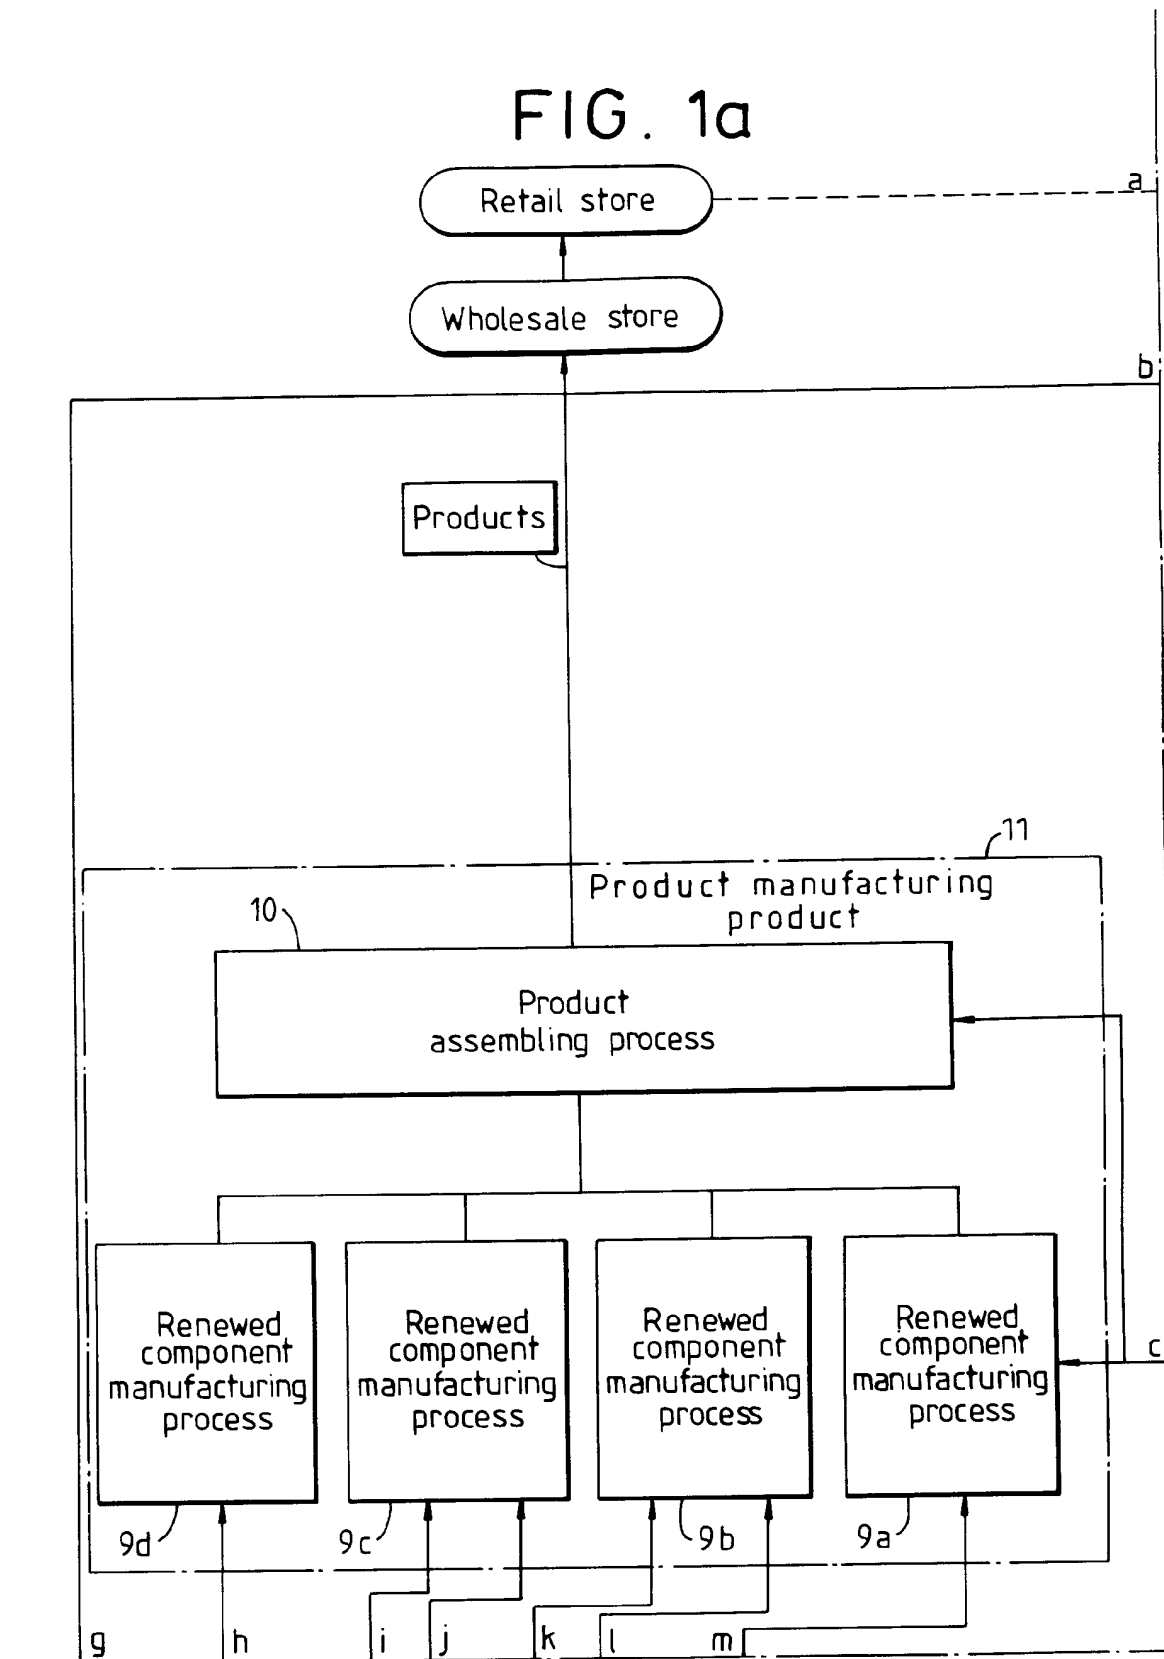 FIG. 1a
Retail store
a
Wholesale store
b
Products
11
Product manufacturing
product
10
Product
assembling process
Renewed
component
manufacturing
process
Renewed
component
manufacturing
process
Renewed
component
manufacturing
process
Renewed
component
manufacturing
process
c
9d
9c
9b
9a
g
h
i
j
k
l
m